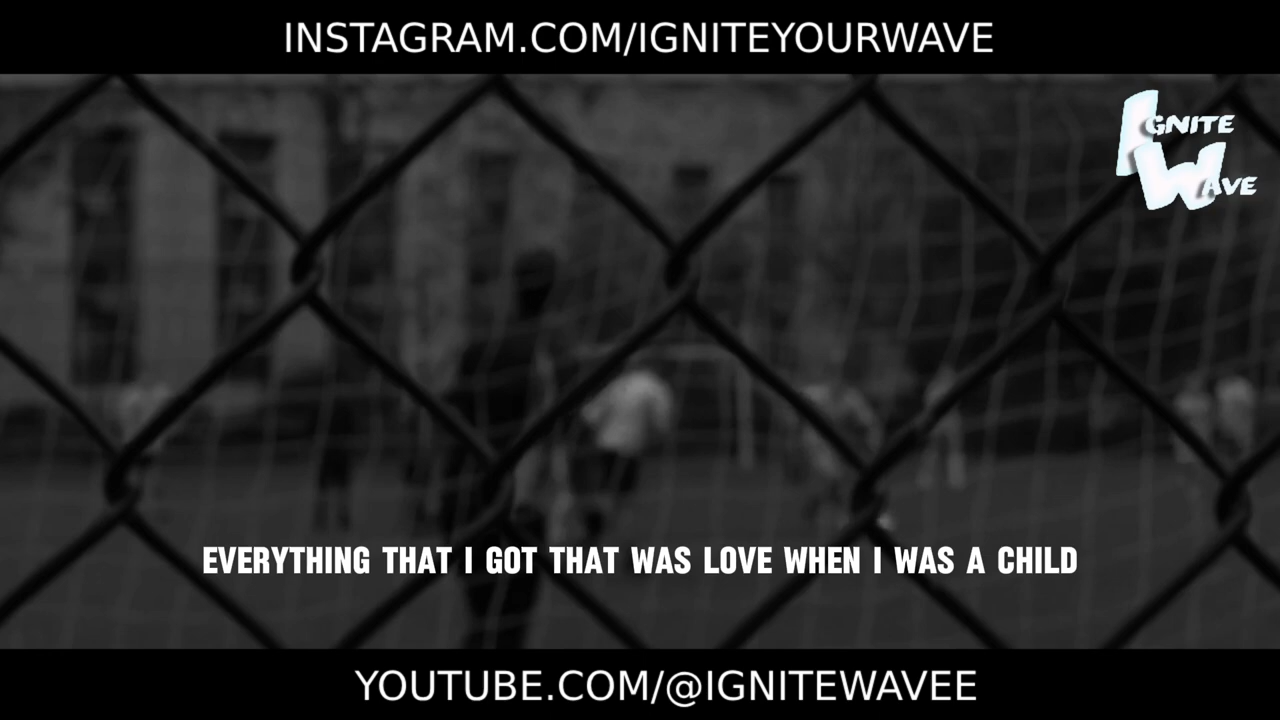 INSTAGRAM.COM/IGNITEYOURWAVE
IGNITE
WAVE
EVERYTHING THAT I GOT THAT WAS LOVE WHEN I WAS A CHILD
YOUTUBE.COM/@IGNITEWAVEE